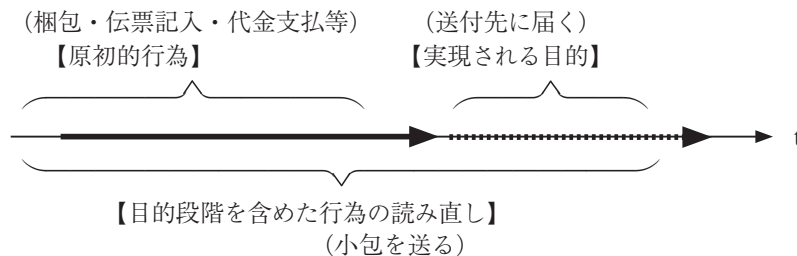 （梱包・伝票記入・代金支払等）　（送付先に届く）
【原初的行為】　【実現される目的】
t
【目的段階を含めた行為の読み直し】
（小包を送る）